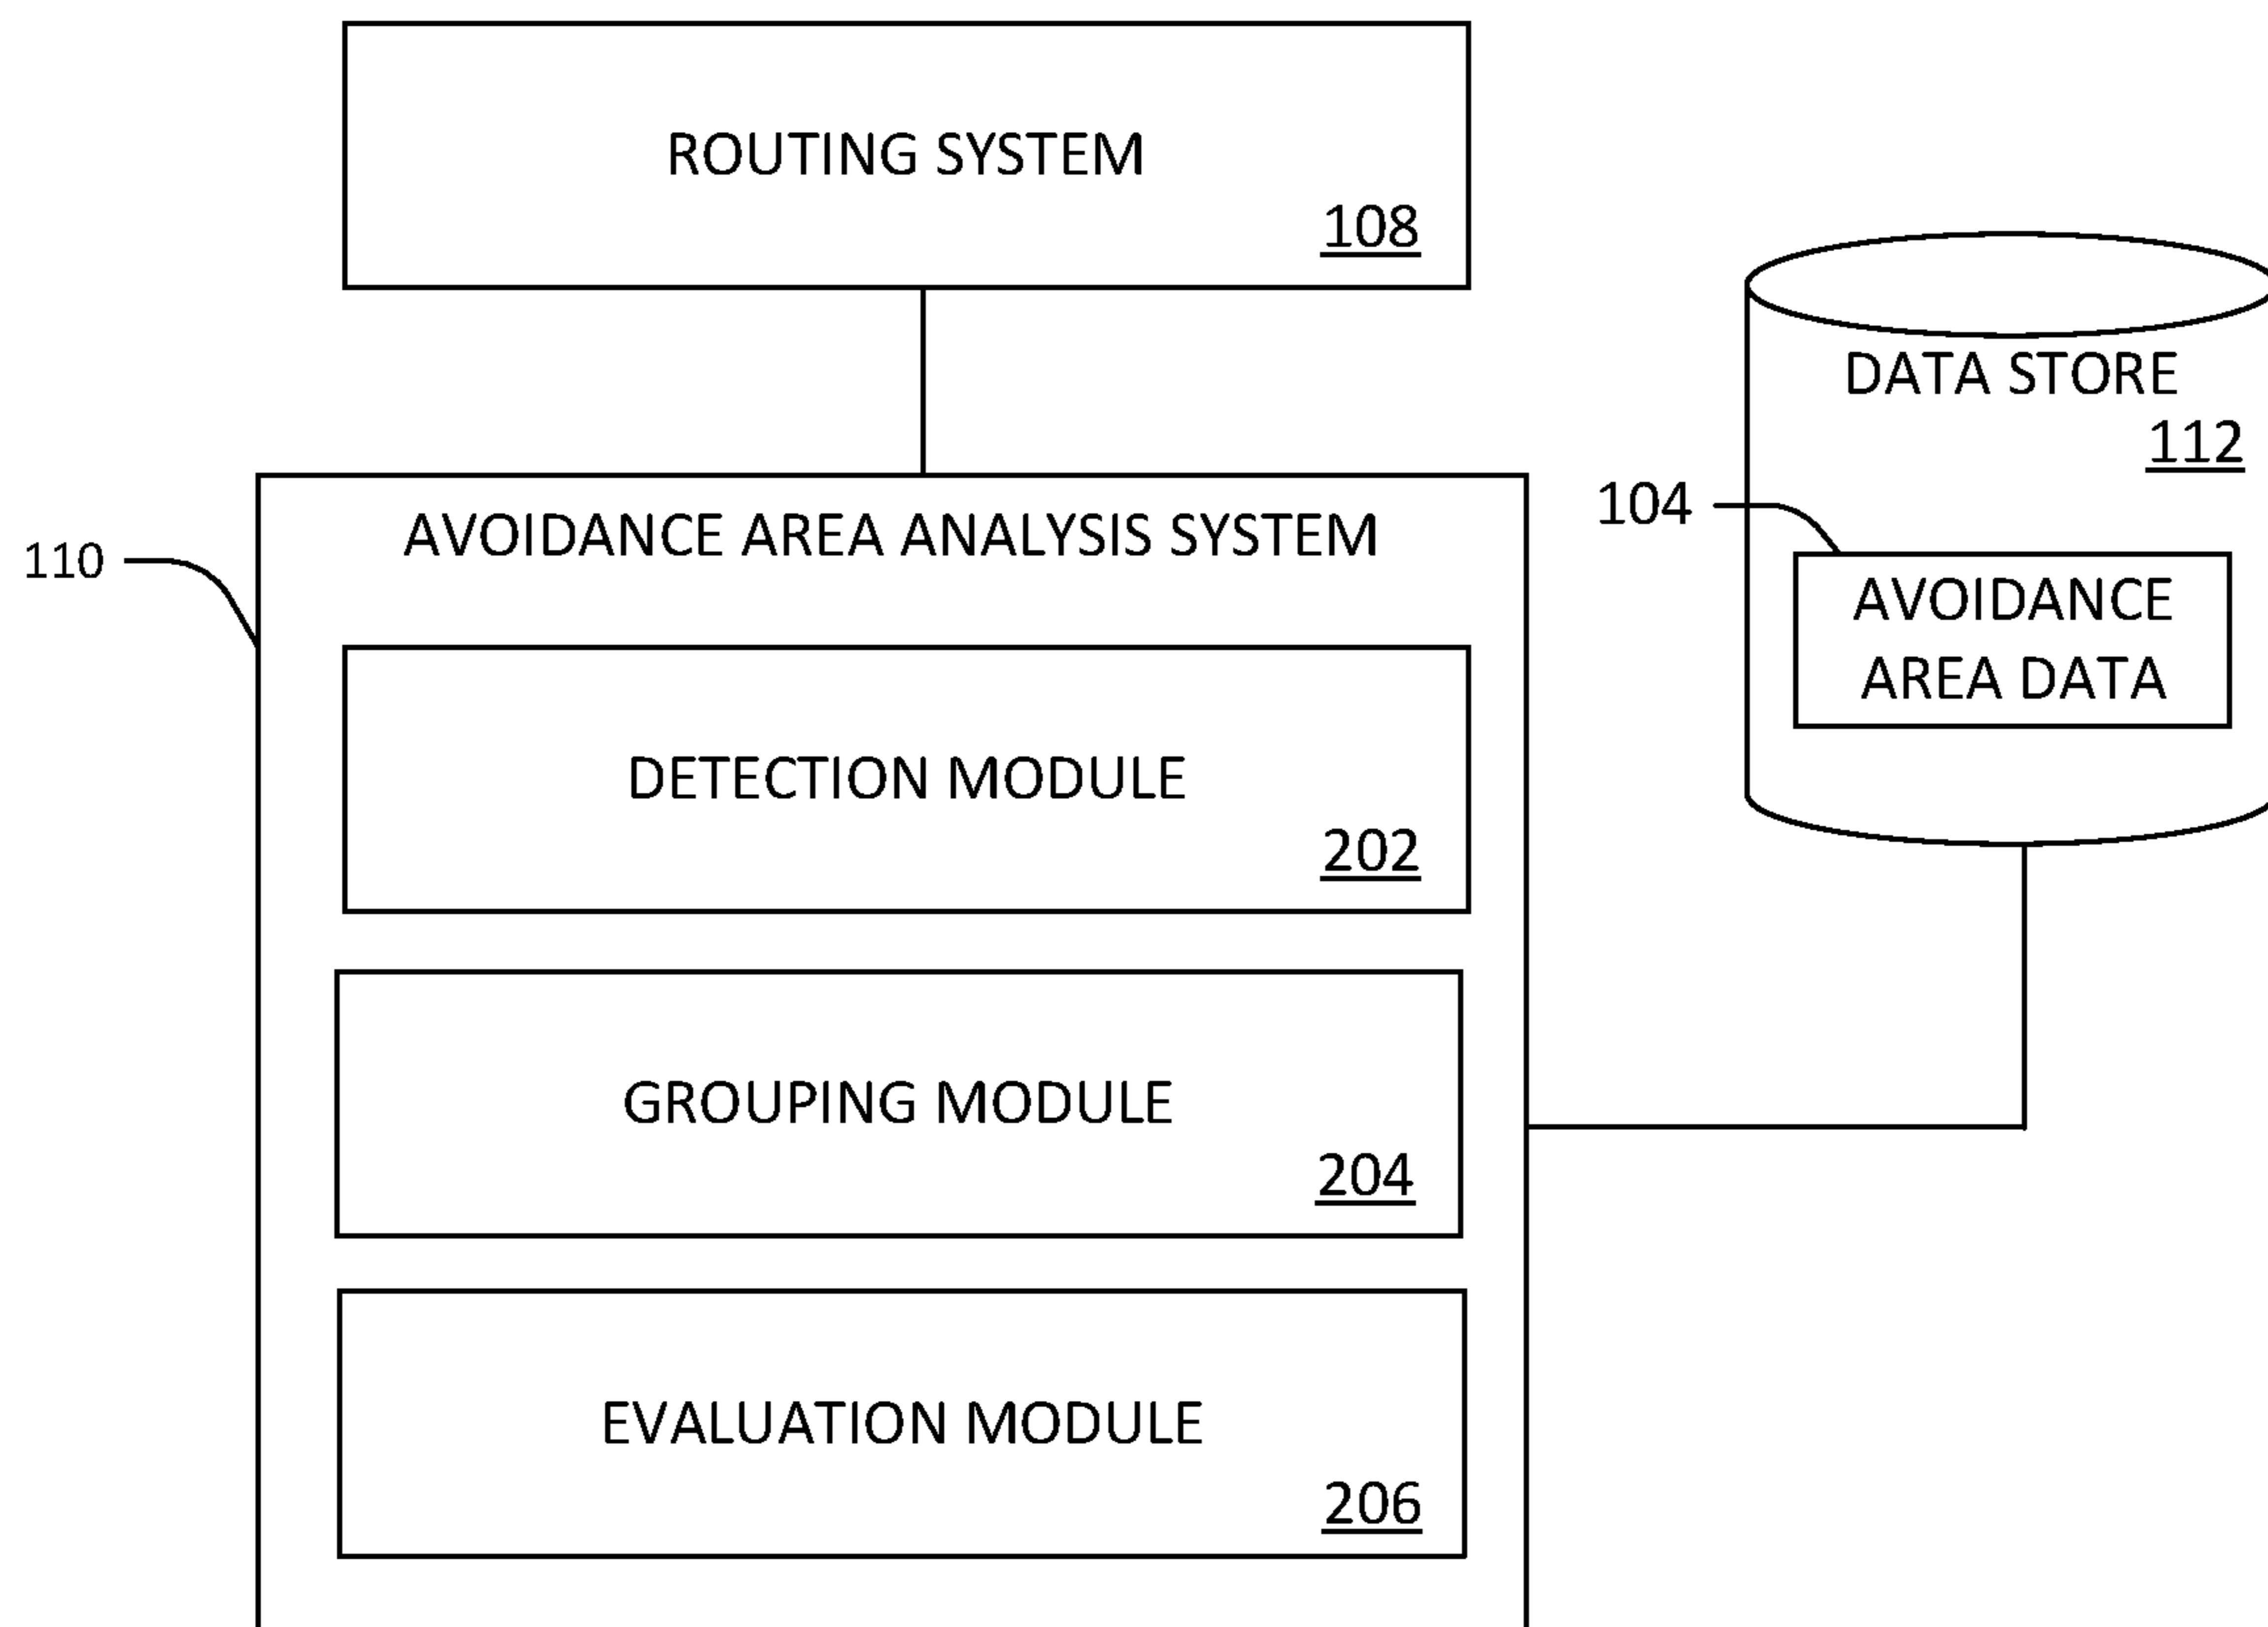 ROUTING SYSTEM
108
DATA STORE
112
104
AVOIDANCE
AREA DATA
110
AVOIDANCE AREA ANALYSIS SYSTEM
DETECTION MODULE
202
GROUPING MODULE
204
EVALUATION MODULE
206